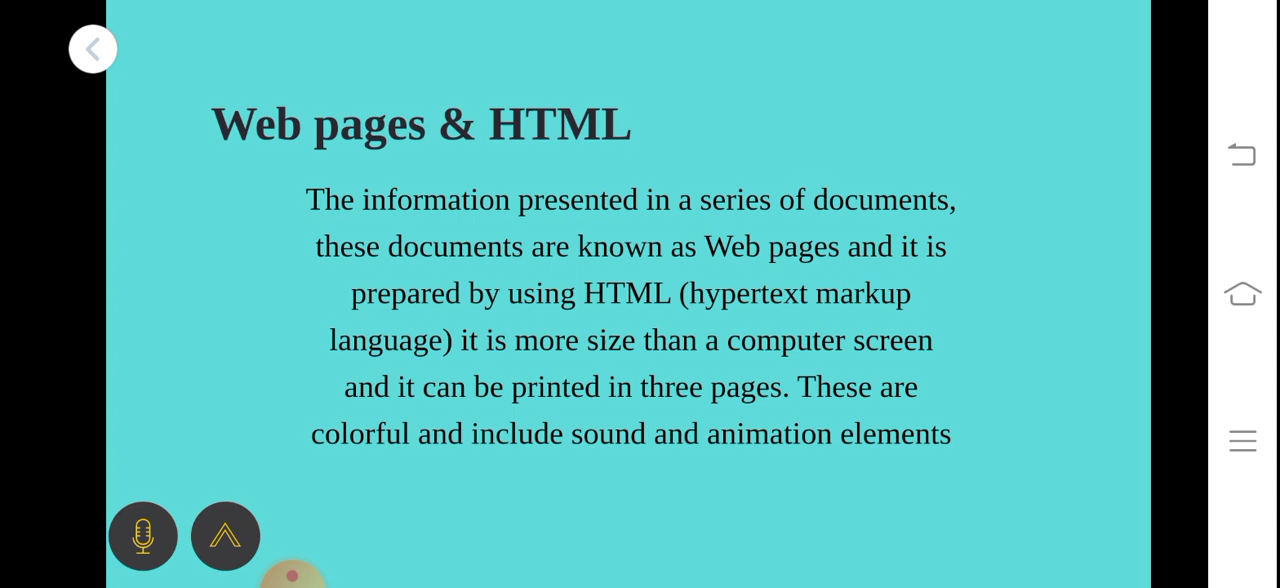 Web pages & HTML
The information presented in a series of documents,
these documents are known as Web pages and it is
prepared by using HTML (hypertext markup
language) it is more size than a computer screen
and it can be printed in three pages. These are
colorful and include sound and animation elements